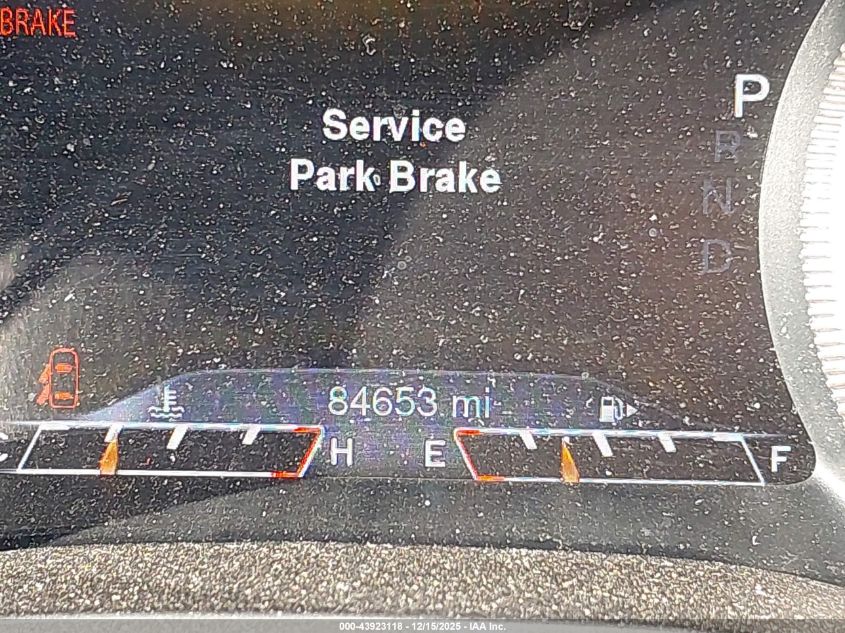 BRAKE
P
Service
R
Park Brake
N
D
84653 mi
C H E F
000-43923118 - 12/15/2025 - IAA Inc.